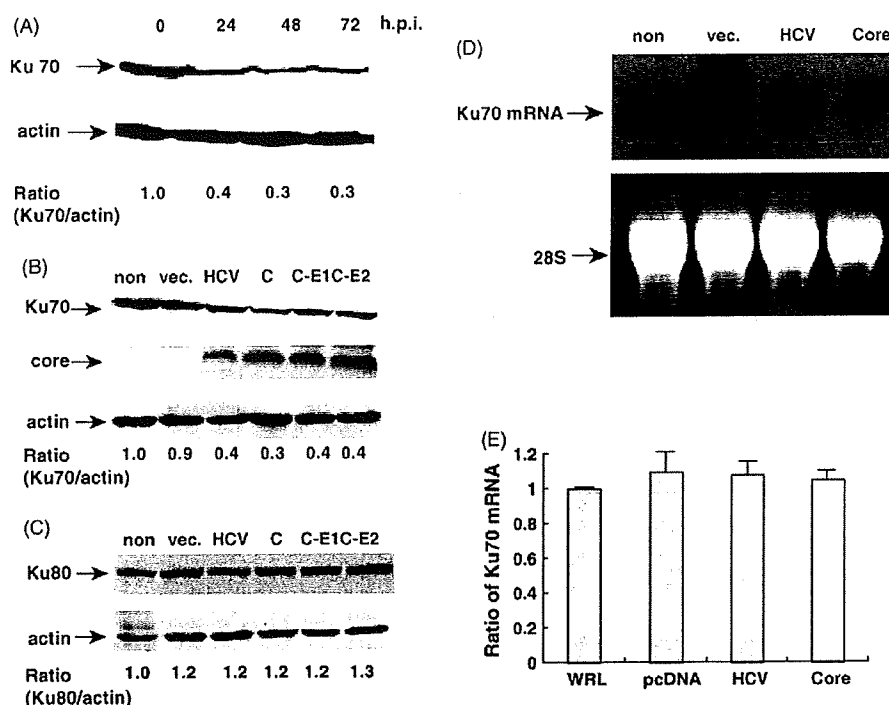 (A)
0 24 48 72 h.p.i.
Ku 70
actin
Ratio 1.0 0.4 0.3 0.3
(Ku70/actin)
(B)
non vec. HCV C C-E1 C-E2
Ku70
core
actin
Ratio 1.0 0.9 0.4 0.3 0.4 0.4
(Ku70/actin)
(C)
non vec. HCV C C-E1 C-E2
Ku80
actin
Ratio 1.0 1.2 1.2 1.2 1.2 1.3
(Ku80/actin)
(D)
non vec. HCV Core
Ku70 mRNA
28S
(E)
Ratio of Ku70 mRNA
1.2
1
0.8
0.6
0.4
0.2
0
WRL pcDNA HCV Core